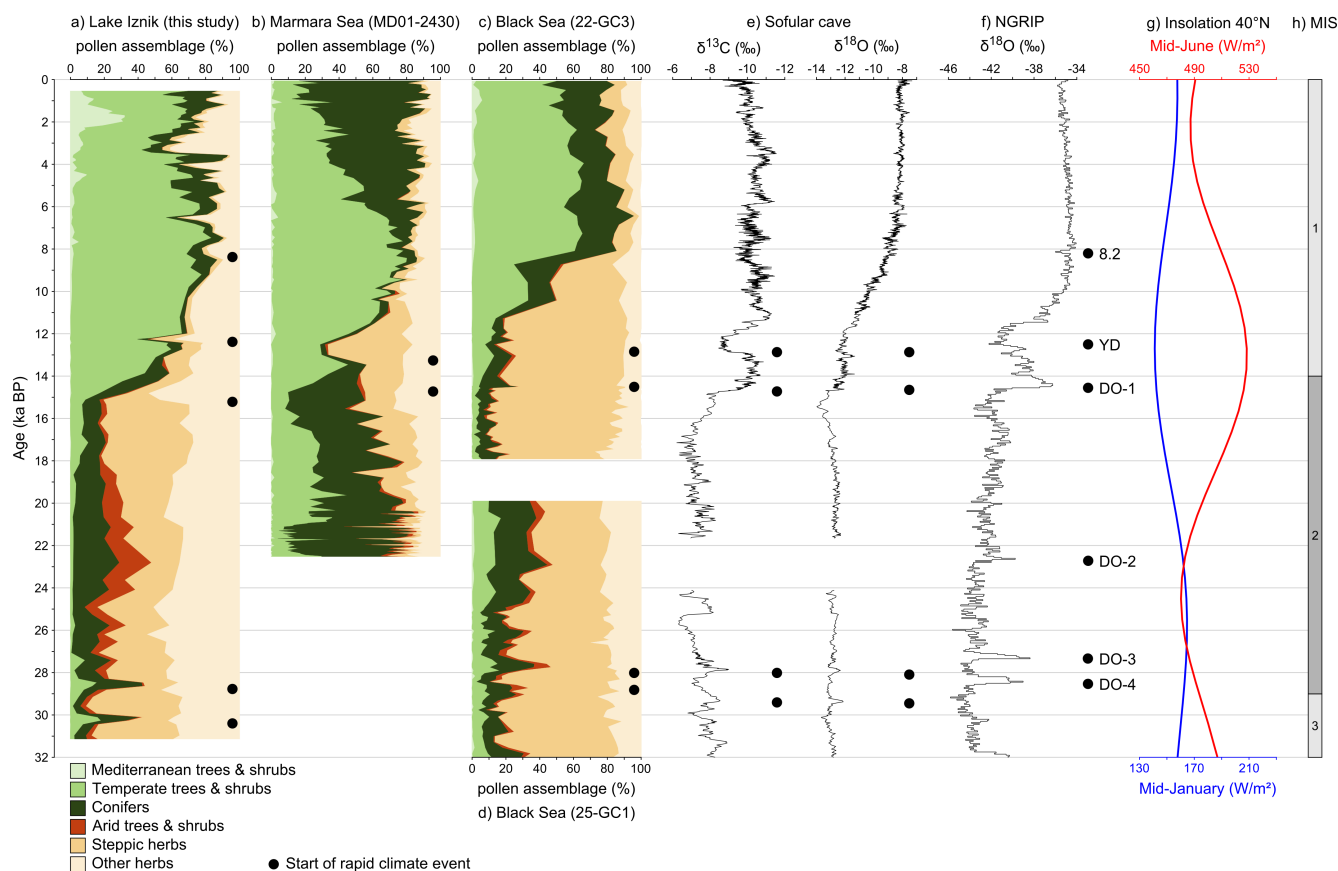 a) Lake Iznik (this study)
pollen assemblage (%)
0 20 40 60 80 100
b) Marmara Sea (MD01-2430)
pollen assemblage (%)
0 20 40 60 80 100
c) Black Sea (22-GC3)
pollen assemblage (%)
0 20 40 60 80 100
e) Sofular cave
δ¹³C (‰)
-6 -8 -10 -12
δ¹⁸O (‰)
-14 -12 -10 -8
f) NGRIP
δ¹⁸O (‰)
-46 -42 -38 -34
g) Insolation 40°N
Mid-June (W/m²)
450 490 530
h) MIS
Age (ka BP)
0
2
4
6
8
10
12
14
16
18
20
22
24
26
28
30
32
8.2
YD
DO-1
DO-2
DO-3
DO-4
1
2
3
0 20 40 60 80 100
pollen assemblage (%)
d) Black Sea (25-GC1)
130 170 210
Mid-January (W/m²)
Mediterranean trees & shrubs
Temperate trees & shrubs
Conifers
Arid trees & shrubs
Steppic herbs
Other herbs
Start of rapid climate event